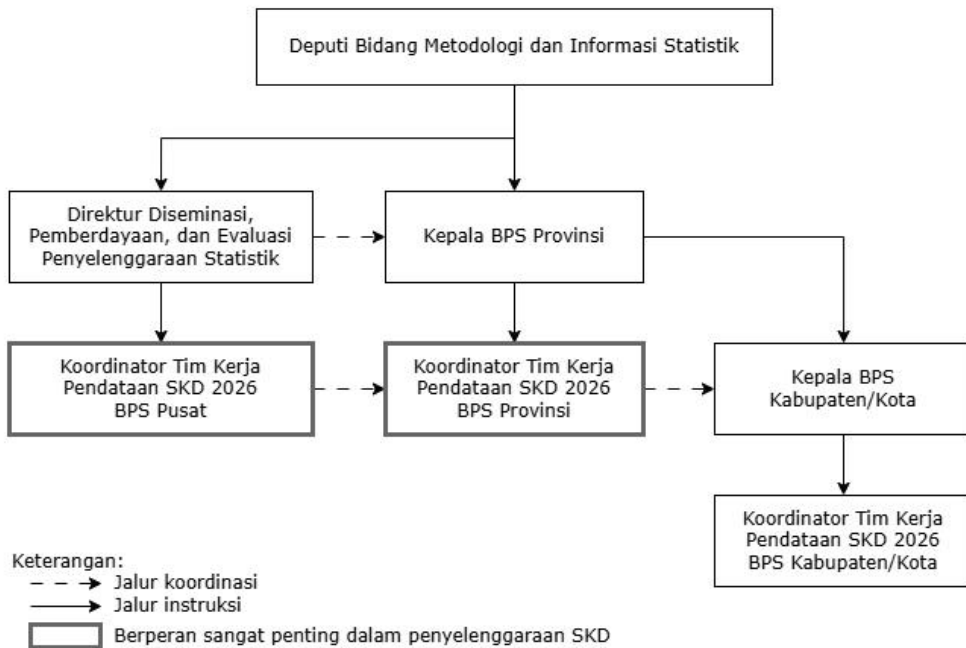 Deputi Bidang Metodologi dan Informasi Statistik
Direktur Diseminasi,
Pemberdayaan, dan Evaluasi
Penyelenggaraan Statistik
Kepala BPS Provinsi
Koordinator Tim Kerja
Pendataan SKD 2026
BPS Pusat
Koordinator Tim Kerja
Pendataan SKD 2026
BPS Provinsi
Kepala BPS
Kabupaten/Kota
Koordinator Tim Kerja
Pendataan SKD 2026
BPS Kabupaten/Kota
Keterangan:
Jalur koordinasi
Jalur instruksi
Berperan sangat penting dalam penyelenggaraan SKD